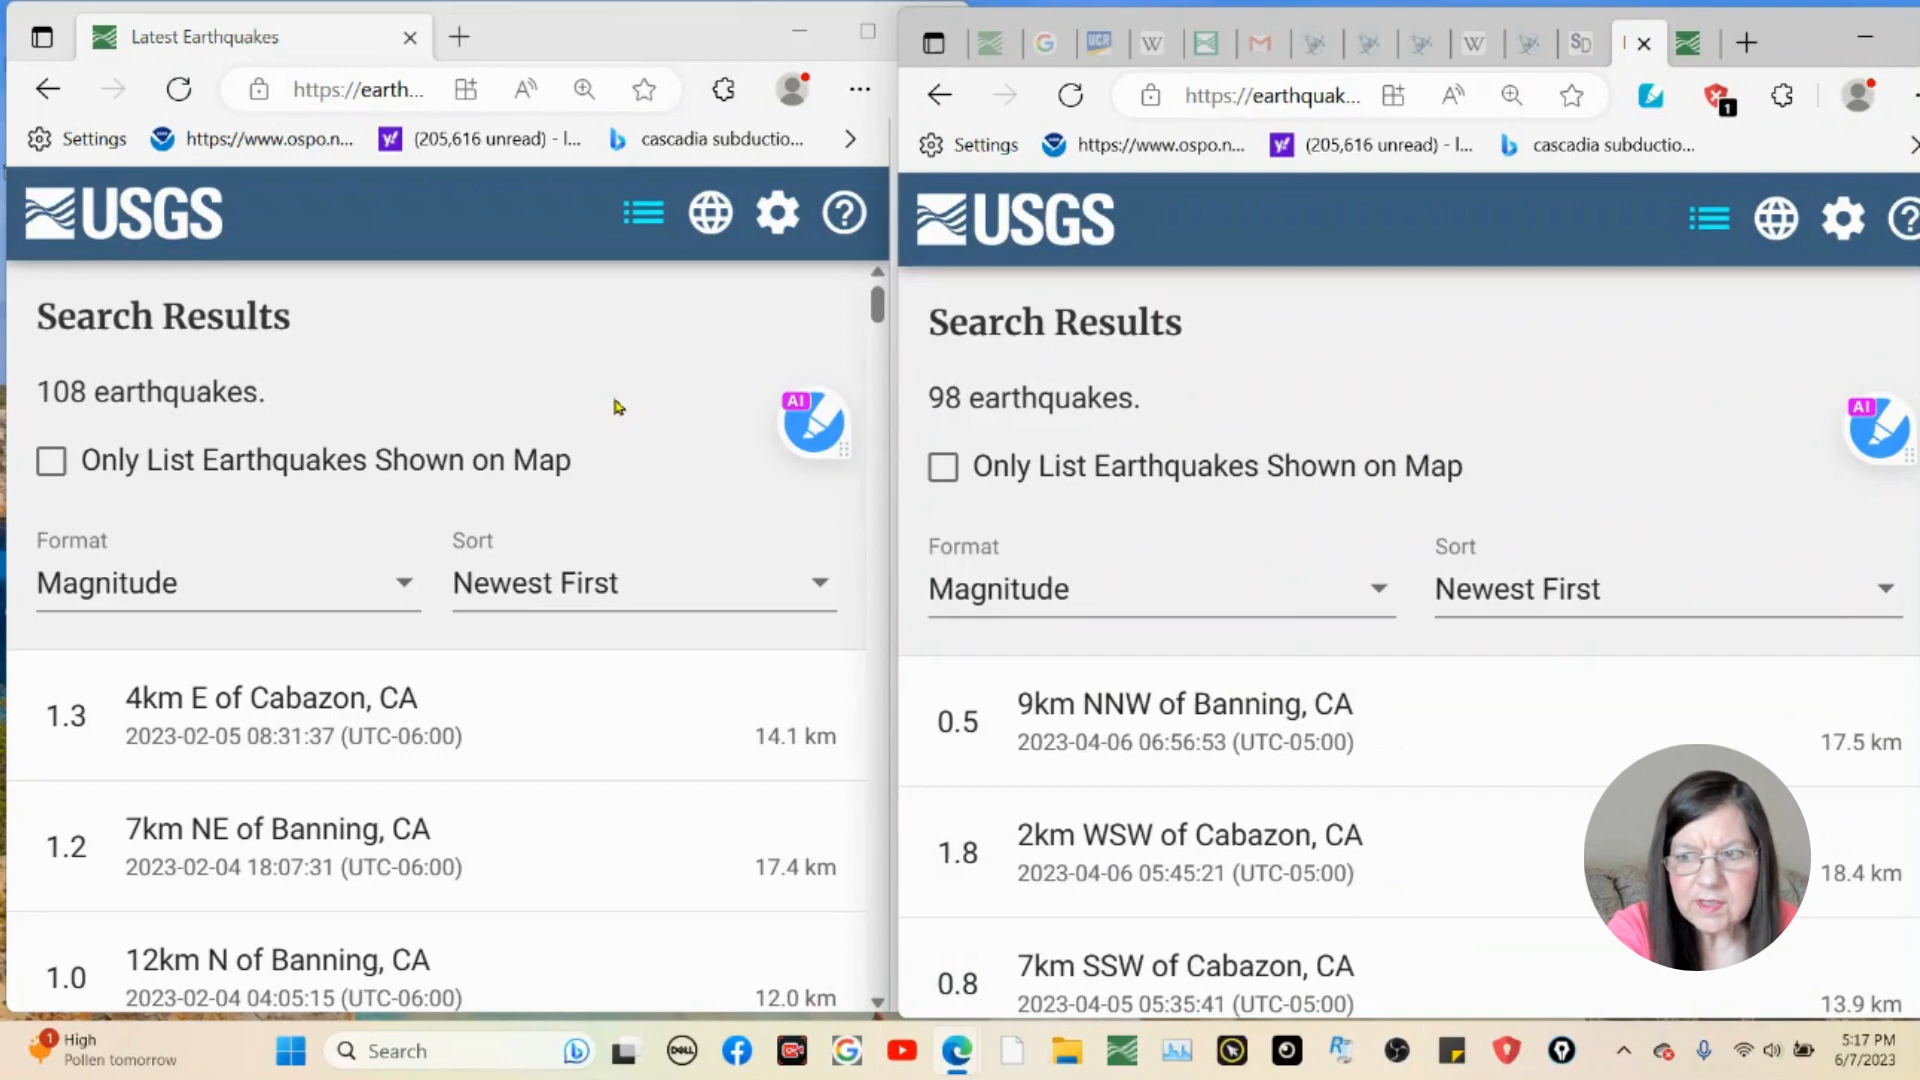 Latest Earthquakes
https://earth...
Settings
https://www.ospo.n...
(205,616 unread) - l...
cascadia subductio...
USGS
Search Results
108 earthquakes.
AI
Only List Earthquakes Shown on Map
Format
Sort
Magnitude
Newest First
1.3
4km E of Cabazon, CA
2023-02-05 08:31:37 (UTC-06:00)
14.1 km
1.2
7km NE of Banning, CA
2023-02-04 18:07:31 (UTC-06:00)
17.4 km
1.0
12km N of Banning, CA
2023-02-04 04:05:15 (UTC-06:00)
12.0 km
UCR
W
W
SD
https://earthquak...
1
Settings
https://www.ospo.n...
(205,616 unread) - l...
cascadia subductio...
USGS
Search Results
98 earthquakes.
AI
Only List Earthquakes Shown on Map
Format
Sort
Magnitude
Newest First
0.5
9km NNW of Banning, CA
2023-04-06 06:56:53 (UTC-05:00)
17.5 km
1.8
2km WSW of Cabazon, CA
2023-04-06 05:45:21 (UTC-05:00)
18.4 km
0.8
7km SSW of Cabazon, CA
2023-04-05 05:35:41 (UTC-05:00)
13.9 km
1
High
Pollen tomorrow
Search
DELL
5:17 PM
6/7/2023